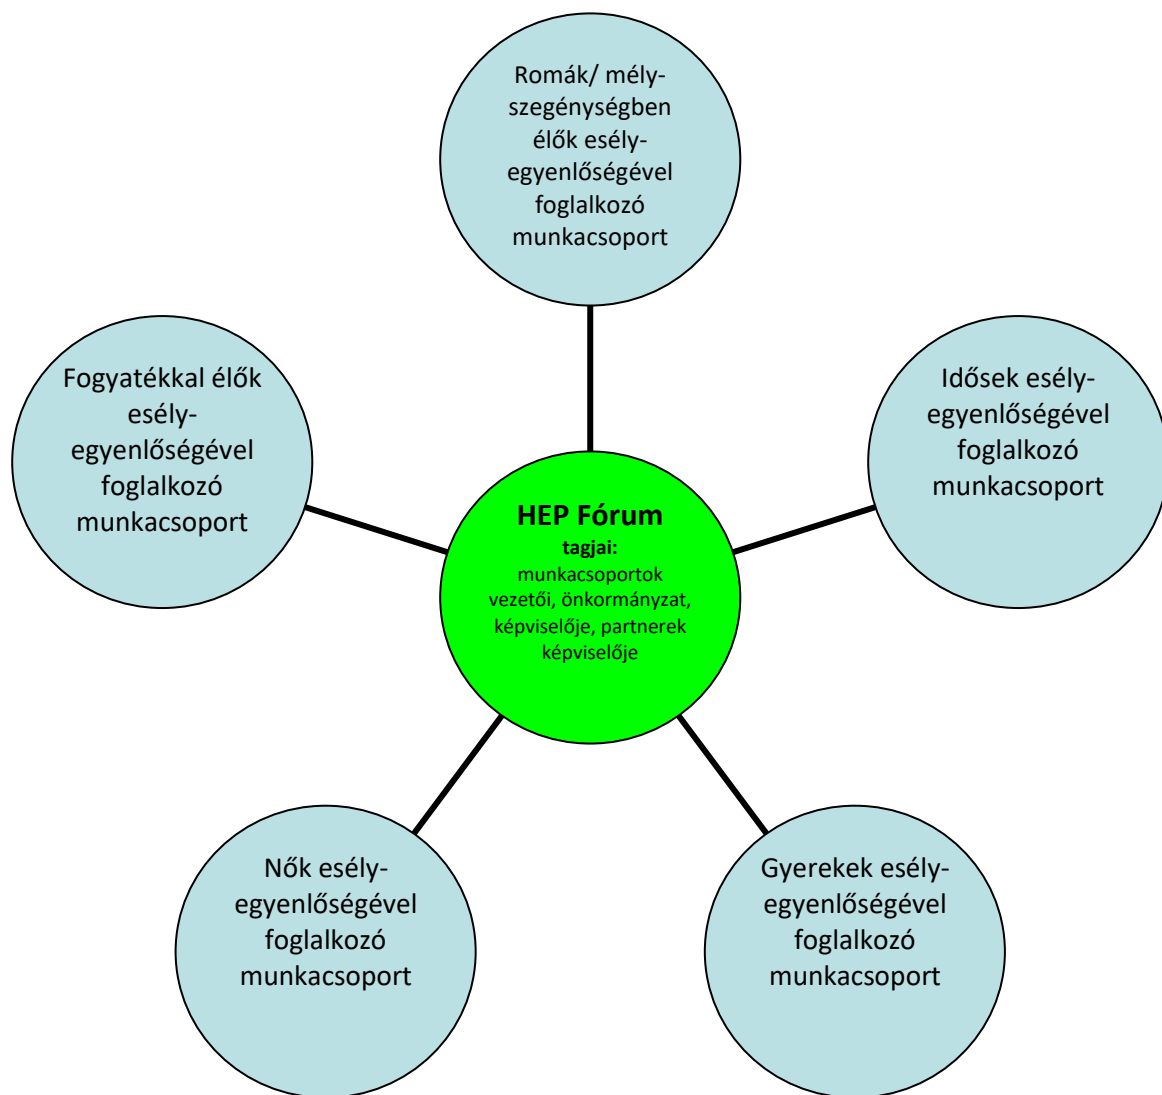 Romák/ mély-
szegénységben
élők esély-
egyenlőségével
foglalkozó
munkacsoport
Fogyatékkal élők
esély-
egyenlőségével
foglalkozó
munkacsoport
Idősek esély-
egyenlőségével
foglalkozó
munkacsoport
HEP Fórum
tagjai:
munkacsoportok
vezetői, önkormányzat,
képviselője, partnerek
képviselője
Nők esély-
egyenlőségével
foglalkozó
munkacsoport
Gyerekek esély-
egyenlőségével
foglalkozó
munkacsoport